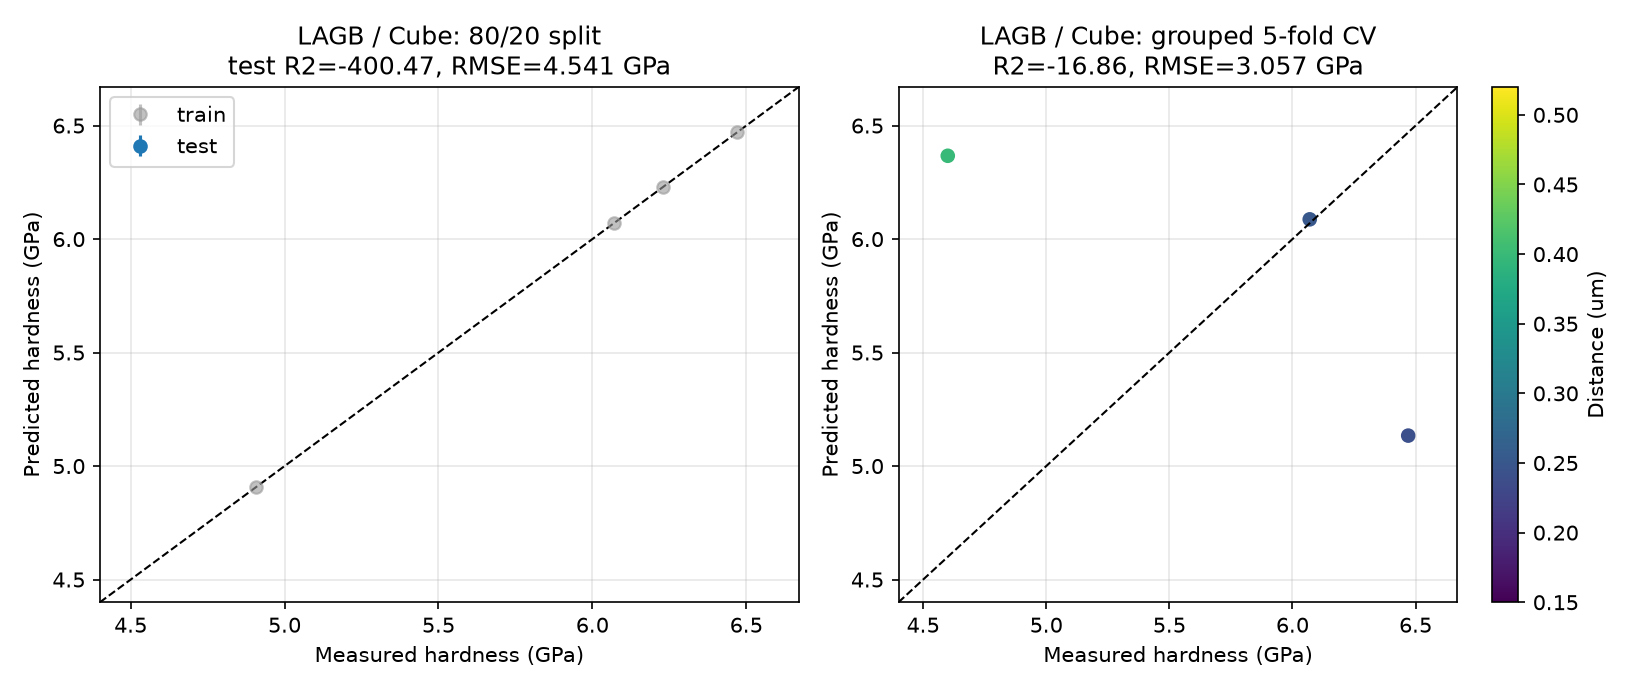 LAGB / Cube: 80/20 split
test R2=-400.47, RMSE=4.541 GPa
train
test
6.5
6.0
5.5
5.0
4.5
Predicted hardness (GPa)
4.5
5.0
5.5
6.0
6.5
Measured hardness (GPa)
LAGB / Cube: grouped 5-fold CV
R2=-16.86, RMSE=3.057 GPa
6.5
6.0
5.5
5.0
4.5
Predicted hardness (GPa)
4.5
5.0
5.5
6.0
6.5
Measured hardness (GPa)
0.50
0.45
0.40
0.35
0.30
0.25
0.20
0.15
Distance (um)